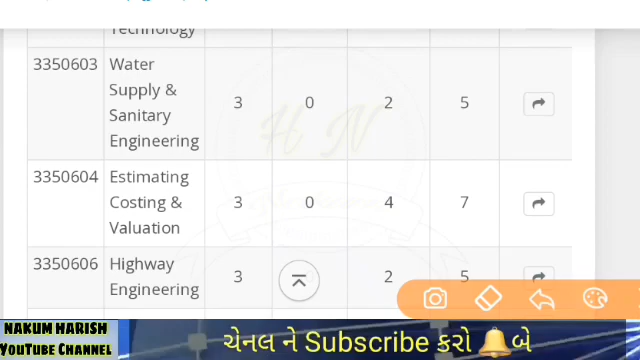 Technology
3350603 Water Supply & Sanitary Engineering 3 0 2 5
3350604 Estimating Costing & Valuation 3 0 4 7
3350606 Highway Engineering 3 2 5
H N
NAKUM HARISH
YOUTUBE CHANNEL
ચેનલ ને Subscribe કરો 🔔 બે